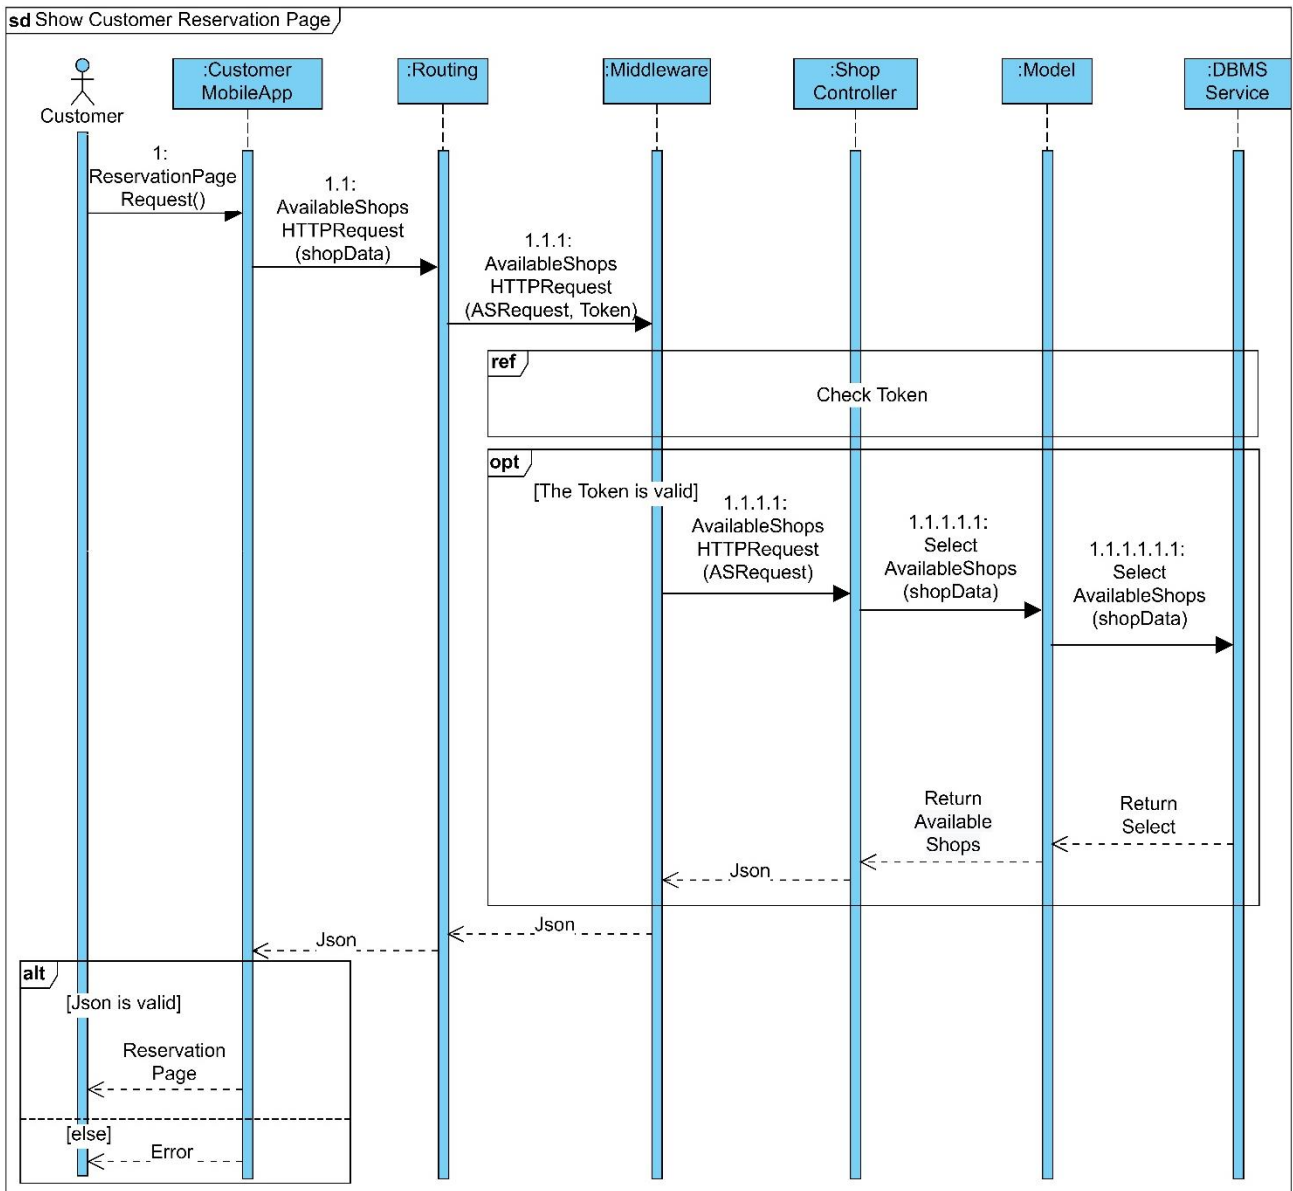 sd Show Customer Reservation Page
Customer
:Customer
MobileApp
:Routing
:Middleware
:Shop
Controller
:Model
:DBMS
Service
1:
ReservationPage
Request()
1.1:
AvailableShops
HTTPRequest
(shopData)
1.1.1:
AvailableShops
HTTPRequest
(ASRequest, Token)
ref
Check Token
opt
[The Token is valid]
1.1.1.1:
AvailableShops
HTTPRequest
(ASRequest)
1.1.1.1.1:
Select
AvailableShops
(shopData)
1.1.1.1.1.1:
Select
AvailableShops
(shopData)
Return
Select
Return
Available
Shops
Json
Json
Json
alt
[Json is valid]
Reservation
Page
[else]
Error